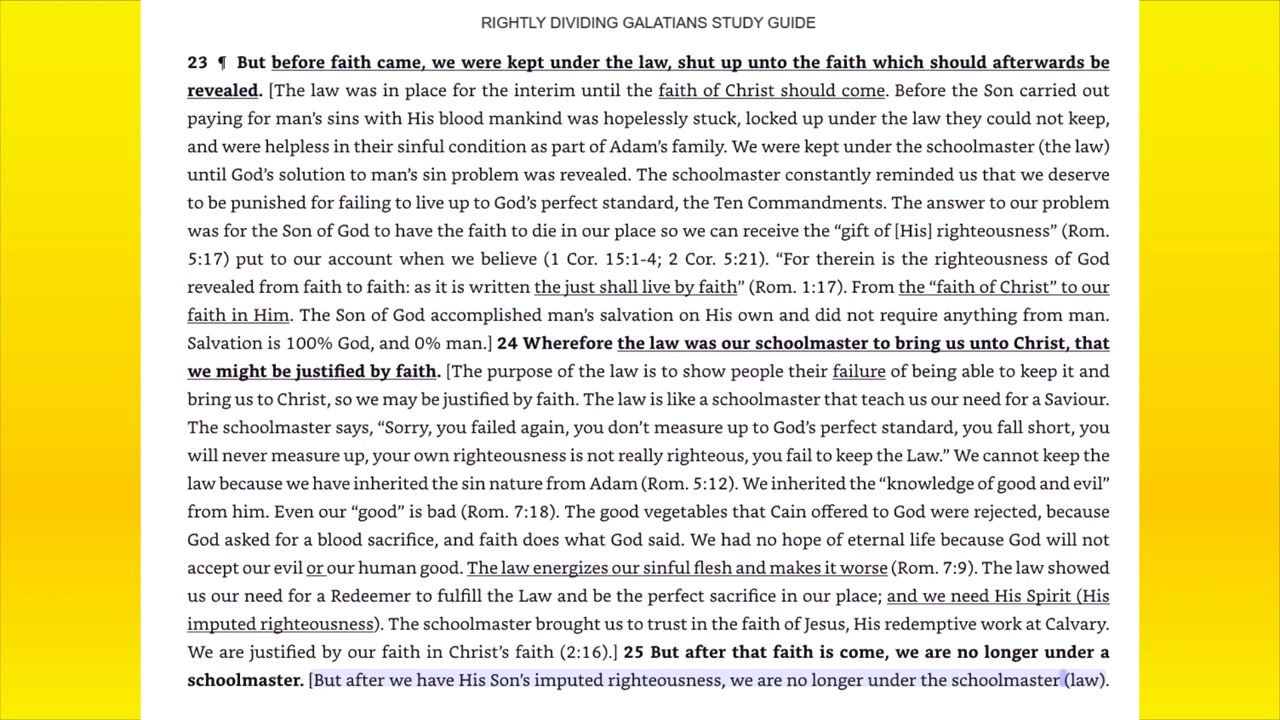 RIGHTLY DIVIDING GALATIANS STUDY GUIDE
23 ¶ But before faith came, we were kept under the law, shut up unto the faith which should afterwards be
revealed. [The law was in place for the interim until the faith of Christ should come. Before the Son carried out
paying for man's sins with His blood mankind was hopelessly stuck, locked up under the law they could not keep,
and were helpless in their sinful condition as part of Adam's family. We were kept under the schoolmaster (the law)
until God's solution to man's sin problem was revealed. The schoolmaster constantly reminded us that we deserve
to be punished for failing to live up to God's perfect standard, the Ten Commandments. The answer to our problem
was for the Son of God to have the faith to die in our place so we can receive the “gift of [His] righteousness” (Rom.
5:17) put to our account when we believe (1 Cor. 15:1-4; 2 Cor. 5:21). “For therein is the righteousness of God
revealed from faith to faith: as it is written the just shall live by faith” (Rom. 1:17). From the “faith of Christ” to our
faith in Him. The Son of God accomplished man's salvation on His own and did not require anything from man.
Salvation is 100% God, and 0% man.] 24 Wherefore the law was our schoolmaster to bring us unto Christ, that
we might be justified by faith. [The purpose of the law is to show people their failure of being able to keep it and
bring us to Christ, so we may be justified by faith. The law is like a schoolmaster that teach us our need for a Saviour.
The schoolmaster says, “Sorry, you failed again, you don't measure up to God's perfect standard, you fall short, you
will never measure up, your own righteousness is not really righteous, you fail to keep the Law.” We cannot keep the
law because we have inherited the sin nature from Adam (Rom. 5:12). We inherited the “knowledge of good and evil”
from him. Even our “good” is bad (Rom. 7:18). The good vegetables that Cain offered to God were rejected, because
God asked for a blood sacrifice, and faith does what God said. We had no hope of eternal life because God will not
accept our evil or our human good. The law energizes our sinful flesh and makes it worse (Rom. 7:9). The law showed
us our need for a Redeemer to fulfill the Law and be the perfect sacrifice in our place; and we need His Spirit (His
imputed righteousness). The schoolmaster brought us to trust in the faith of Jesus, His redemptive work at Calvary.
We are justified by our faith in Christ's faith (2:16).] 25 But after that faith is come, we are no longer under a
schoolmaster. [But after we have His Son's imputed righteousness, we are no longer under the schoolmaster (law).